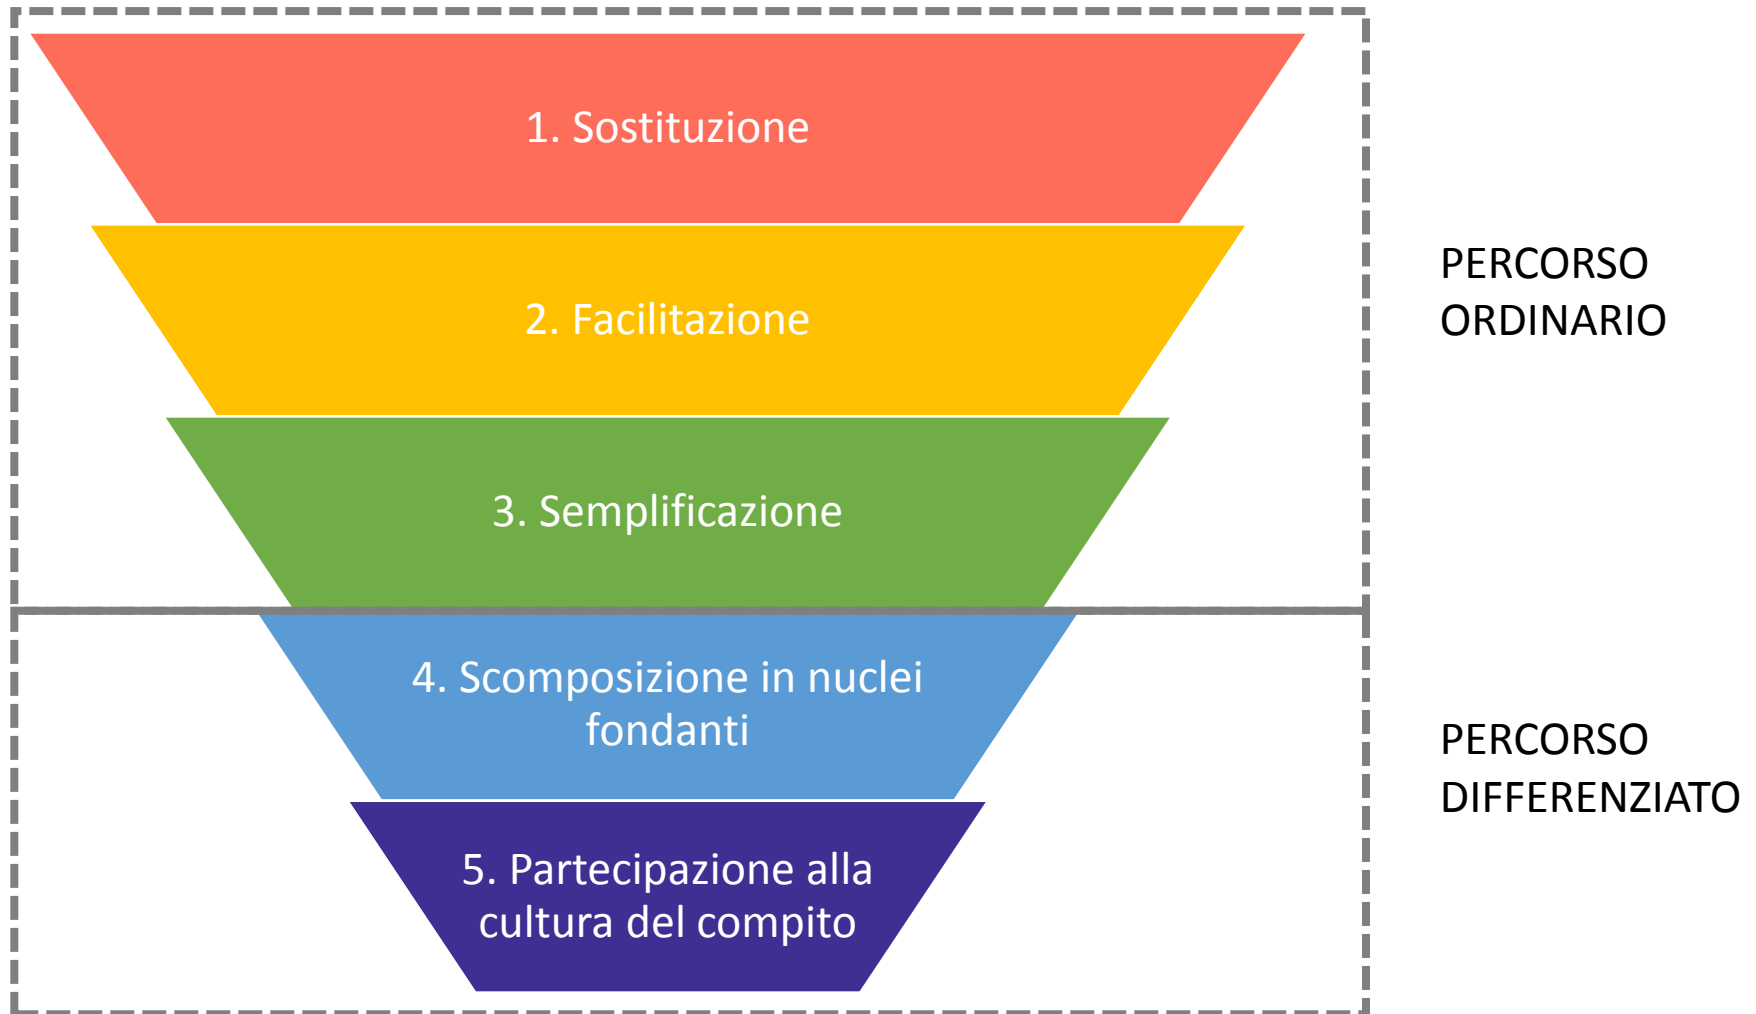 1. Sostituzione
2. Facilitazione
3. Semplificazione
PERCORSO
ORDINARIO
4. Scomposizione in nuclei
fondanti
5. Partecipazione alla
cultura del compito
PERCORSO
DIFFERENZIATO